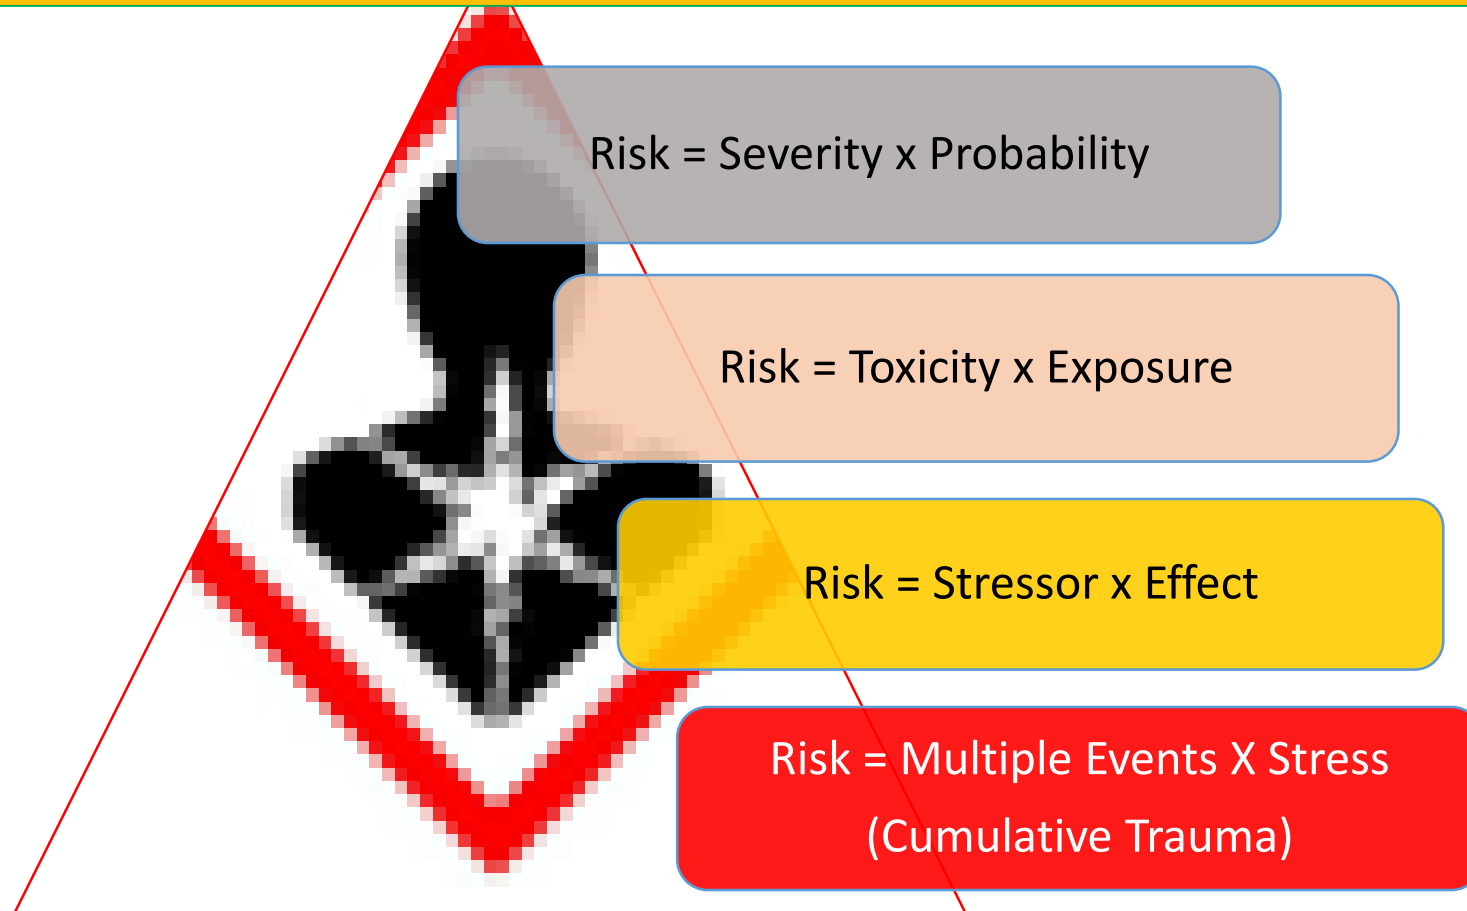 Risk = Severity x Probability
Risk = Toxicity x Exposure
Risk = Stressor x Effect
Risk = Multiple Events X Stress
(Cumulative Trauma)